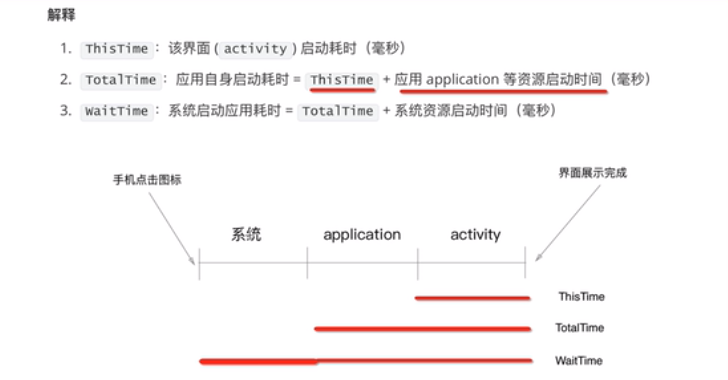 解释
1. ThisTime：该界面 ( activity ) 启动耗时（毫秒）
2. TotalTime：应用自身启动耗时 = ThisTime + 应用 application 等资源启动时间（毫秒）
3. WaitTime：系统启动应用耗时 = TotalTime + 系统资源启动时间（毫秒）
手机点击图标
界面展示完成
系统 application activity
ThisTime
TotalTime
WaitTime